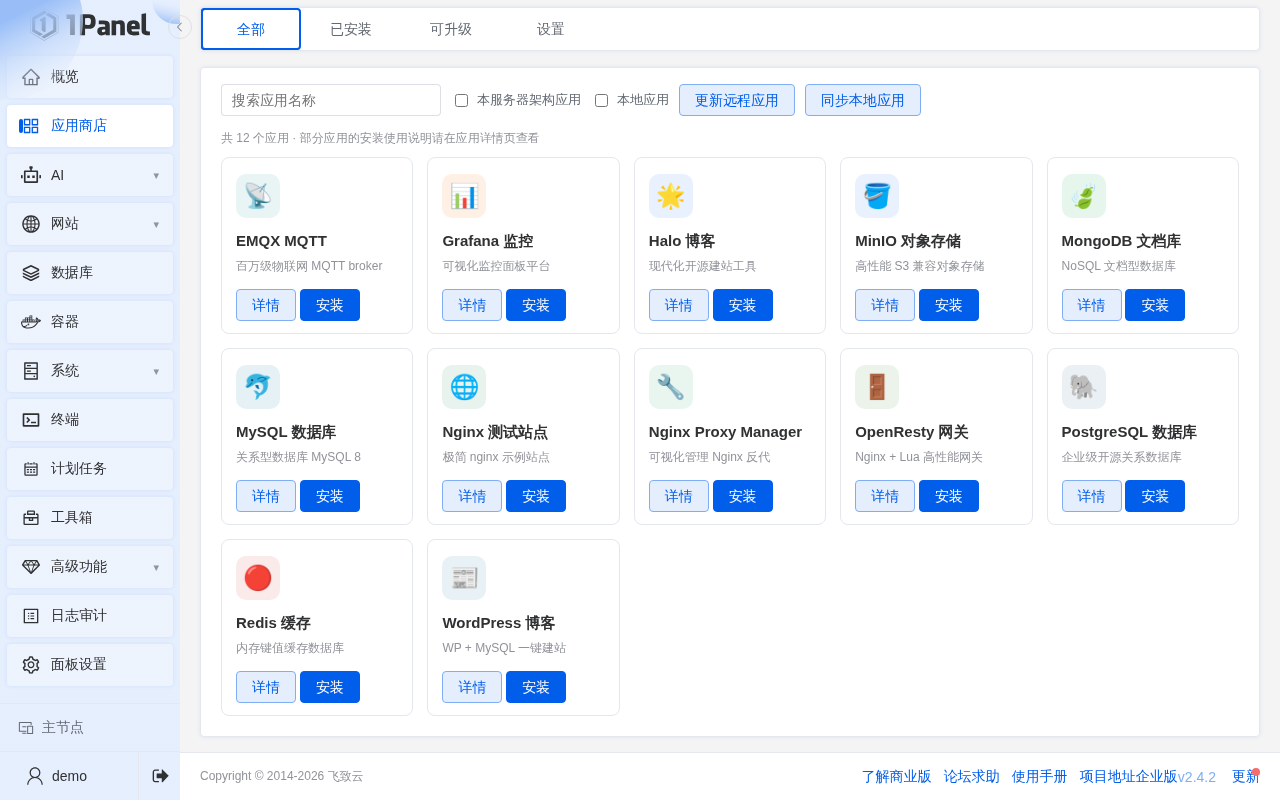 1Panel
概览
应用商店
AI
网站
数据库
容器
系统
终端
计划任务
工具箱
高级功能
日志审计
面板设置
主节点
demo
全部 已安装 可升级 设置
搜索应用名称 本服务器架构应用 本地应用 更新远程应用 同步本地应用
共 12 个应用 · 部分应用的安装使用说明请在应用详情页查看
EMQX MQTT
百万级物联网 MQTT broker
详情 安装
Grafana 监控
可视化监控面板平台
详情 安装
Halo 博客
现代化开源建站工具
详情 安装
MinIO 对象存储
高性能 S3 兼容对象存储
详情 安装
MongoDB 文档库
NoSQL 文档型数据库
详情 安装
MySQL 数据库
关系型数据库 MySQL 8
详情 安装
Nginx 测试站点
极简 nginx 示例站点
详情 安装
Nginx Proxy Manager
可视化管理 Nginx 反代
详情 安装
OpenResty 网关
Nginx + Lua 高性能网关
详情 安装
PostgreSQL 数据库
企业级开源关系数据库
详情 安装
Redis 缓存
内存键值缓存数据库
详情 安装
WordPress 博客
WP + MySQL 一键建站
详情 安装
Copyright © 2014-2026 飞致云 了解商业版 论坛求助 使用手册 项目地址企业版v2.4.2 更新